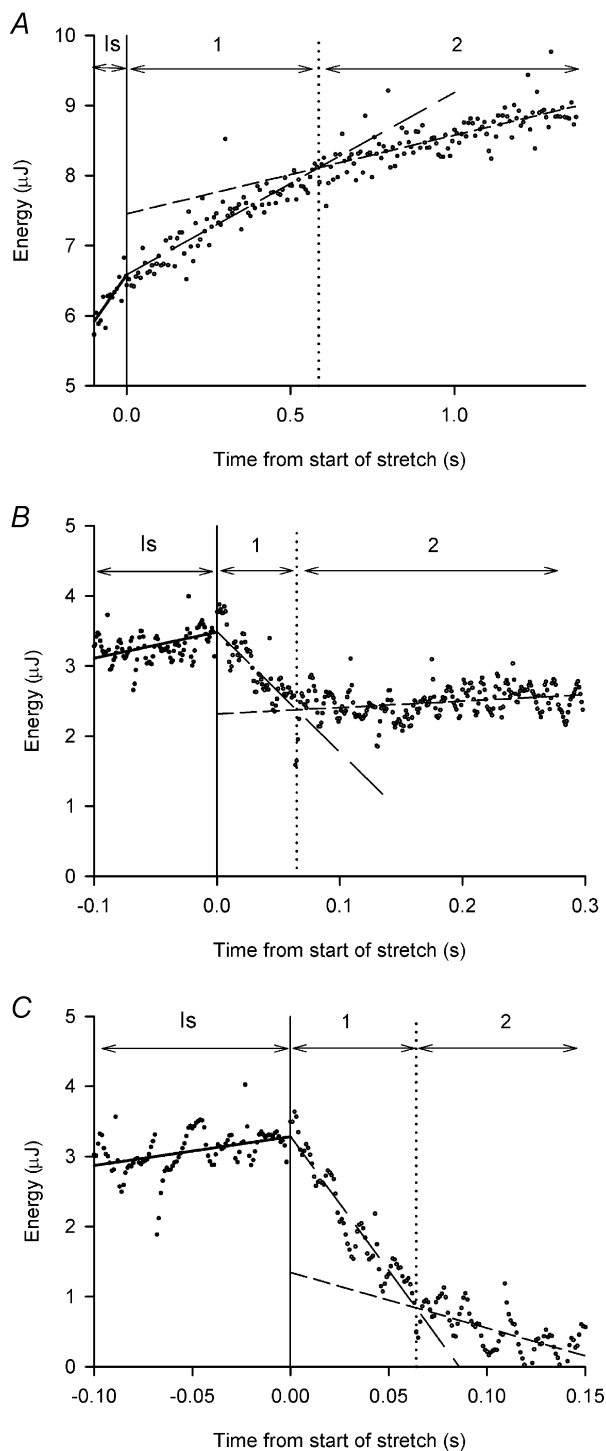 A
Is 1 2
10
9
8
7
6
5
Energy (μJ)
0.0 0.5 1.0
Time from start of stretch (s)
B
Is 1 2
5
4
3
2
1
0
Energy (μJ)
-0.1 0.0 0.1 0.2 0.3
Time from start of stretch (s)
C
Is 1 2
5
4
3
2
1
0
Energy (μJ)
-0.10 -0.05 0.00 0.05 0.10 0.15
Time from start of stretch (s)